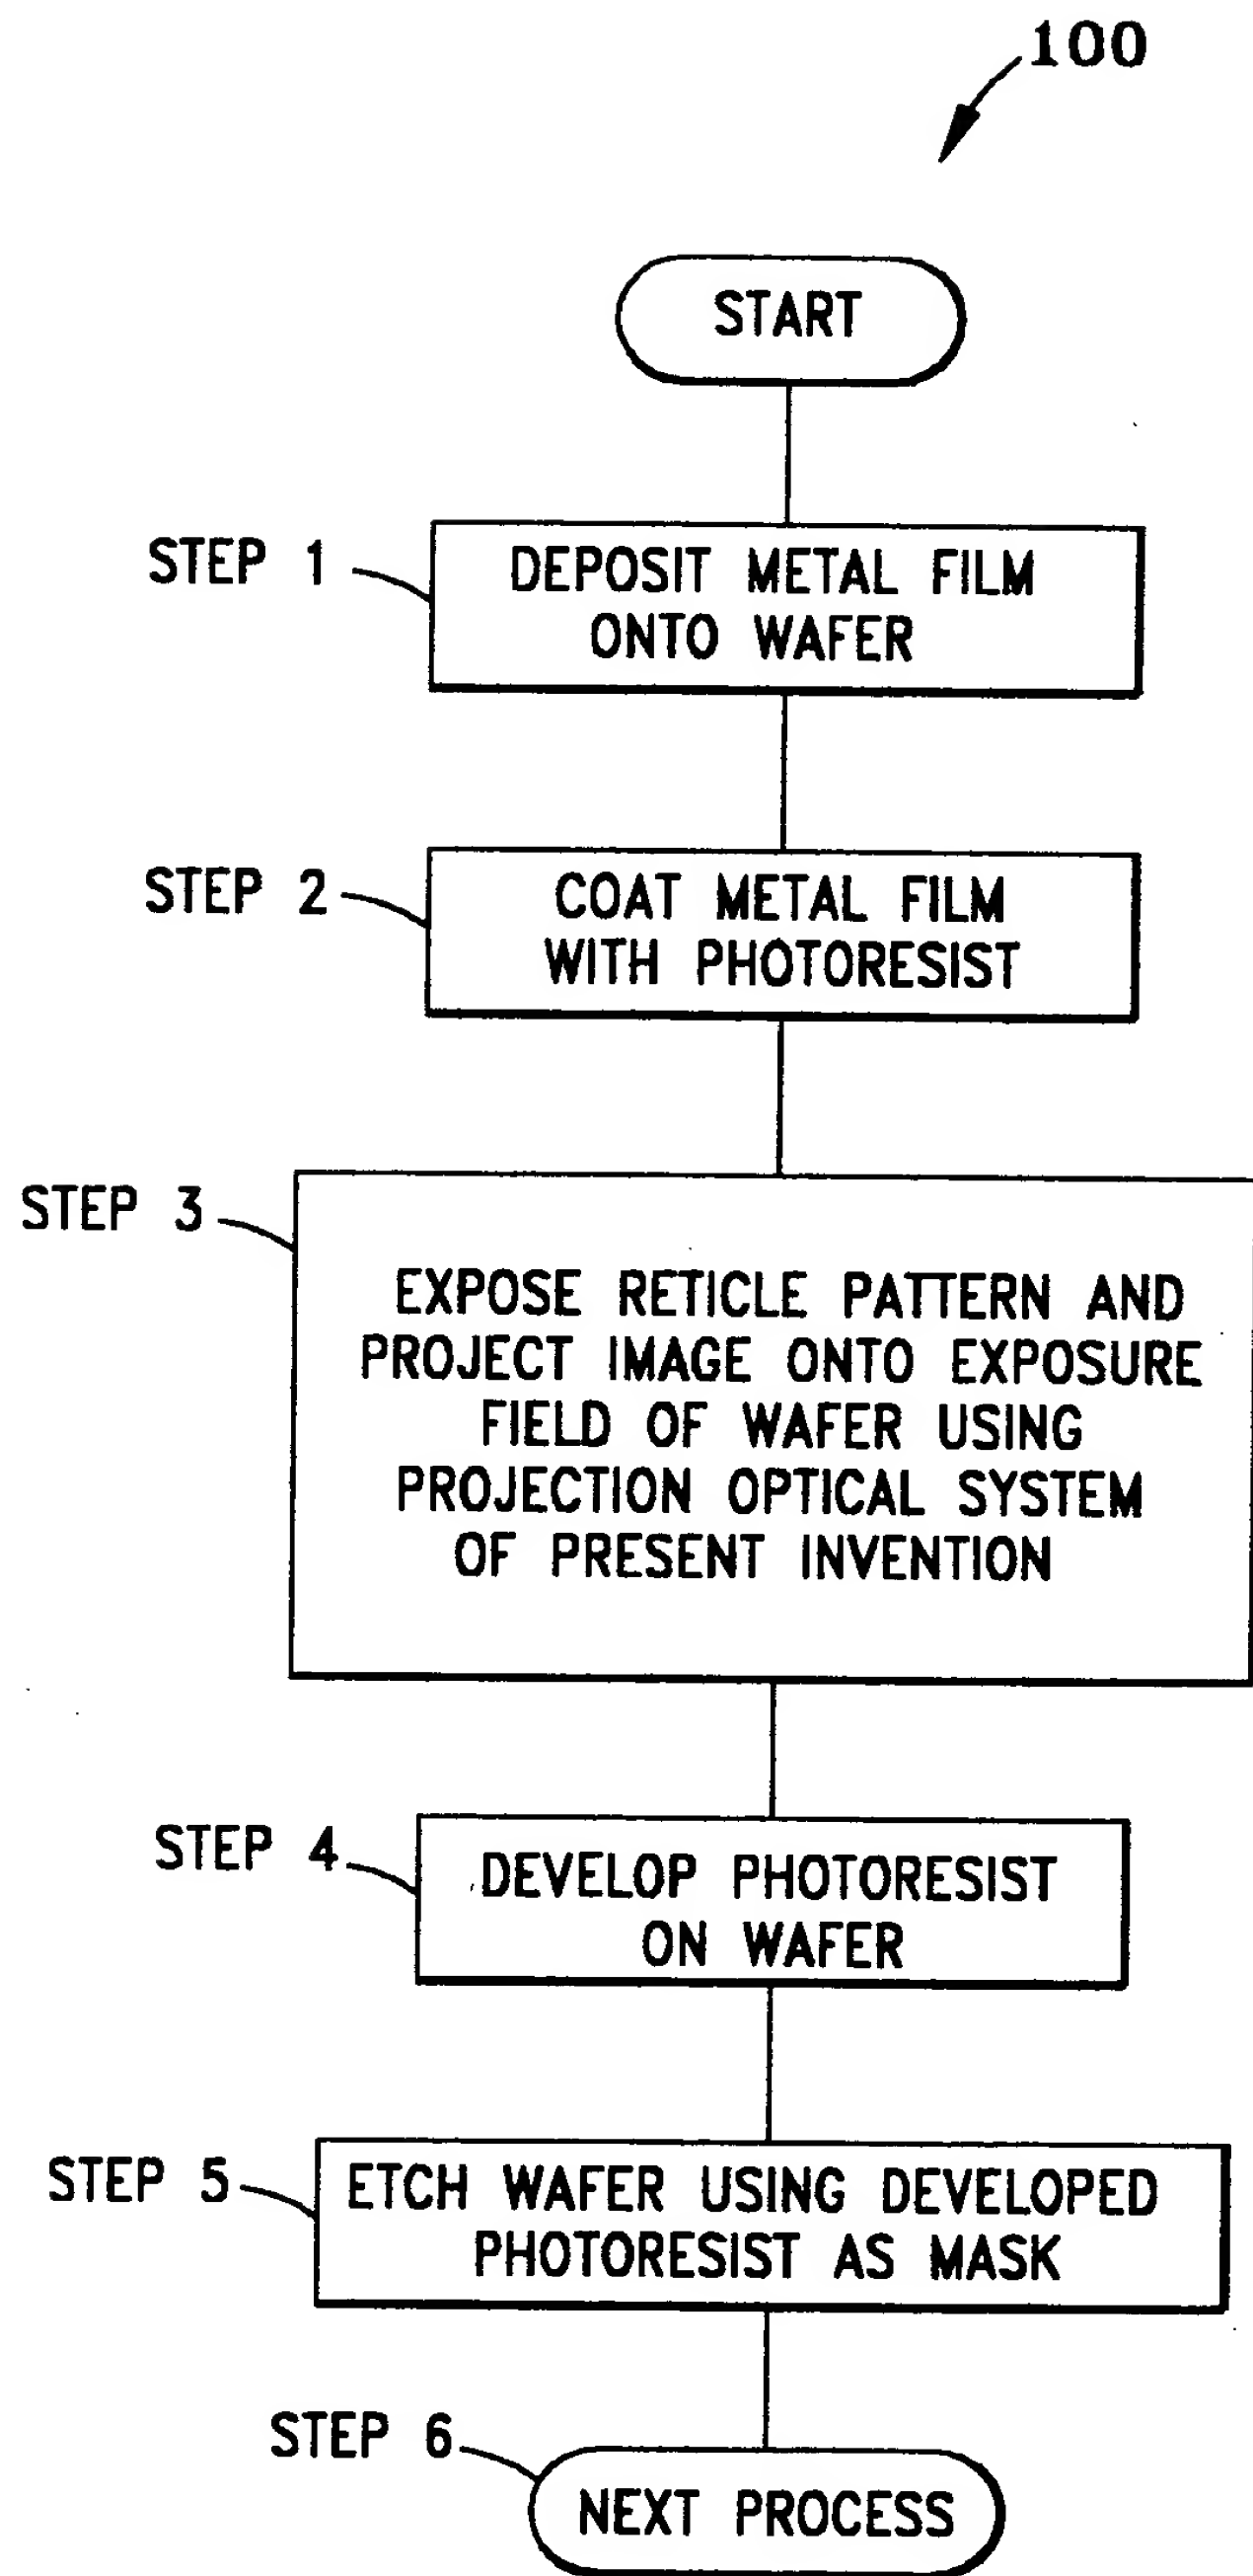 100
START
STEP 1
DEPOSIT METAL FILM
ONTO WAFER
STEP 2
COAT METAL FILM
WITH PHOTORESIST
STEP 3
EXPOSE RETICLE PATTERN AND
PROJECT IMAGE ONTO EXPOSURE
FIELD OF WAFER USING
PROJECTION OPTICAL SYSTEM
OF PRESENT INVENTION
STEP 4
DEVELOP PHOTORESIST
ON WAFER
STEP 5
ETCH WAFER USING DEVELOPED
PHOTORESIST AS MASK
STEP 6
NEXT PROCESS